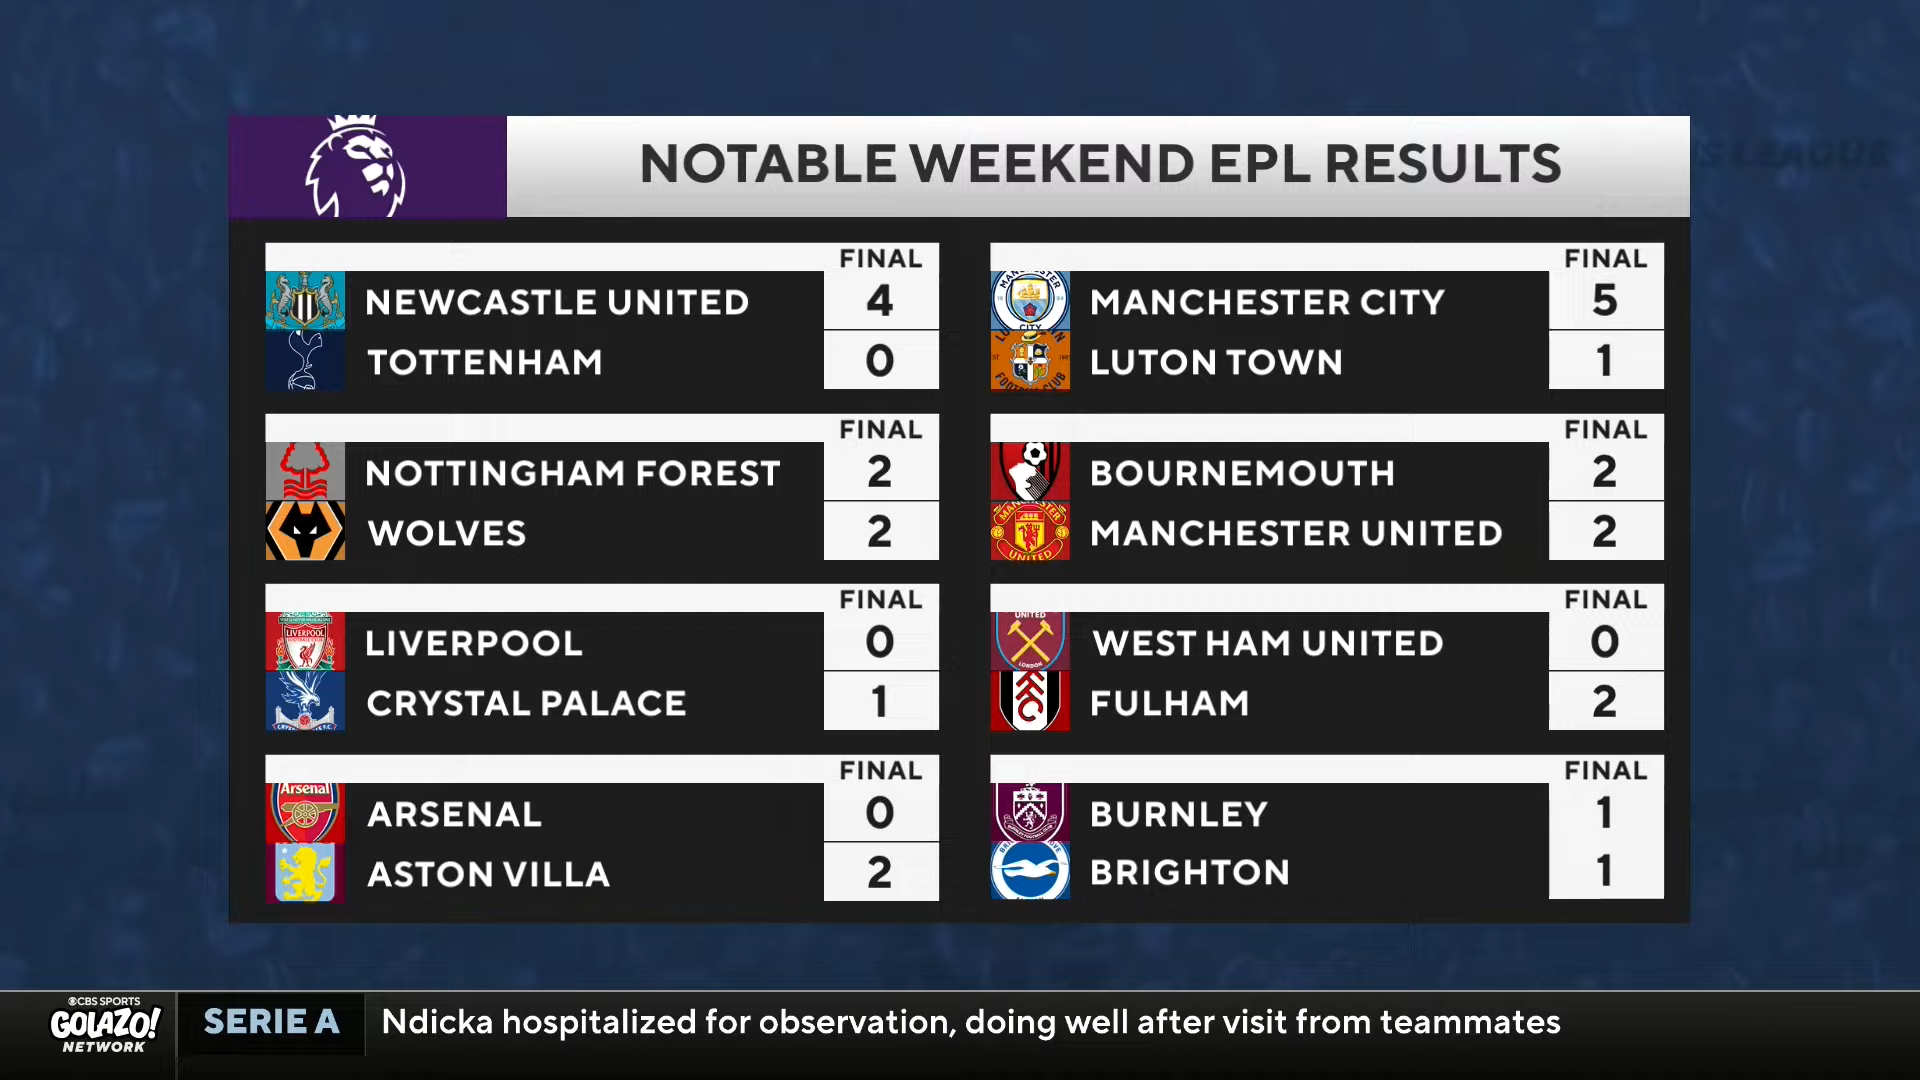 NOTABLE WEEKEND EPL RESULTS
FINAL
NEWCASTLE UNITED 4
TOTTENHAM 0
FINAL
MANCHESTER CITY 5
LUTON TOWN 1
FINAL
NOTTINGHAM FOREST 2
WOLVES 2
FINAL
BOURNEMOUTH 2
MANCHESTER UNITED 2
FINAL
LIVERPOOL 0
CRYSTAL PALACE 1
FINAL
WEST HAM UNITED 0
FULHAM 2
FINAL
ARSENAL 0
ASTON VILLA 2
FINAL
BURNLEY 1
BRIGHTON 1
CBS SPORTS
GOLAZO!
NETWORK
SERIE A
Ndicka hospitalized for observation, doing well after visit from teammates